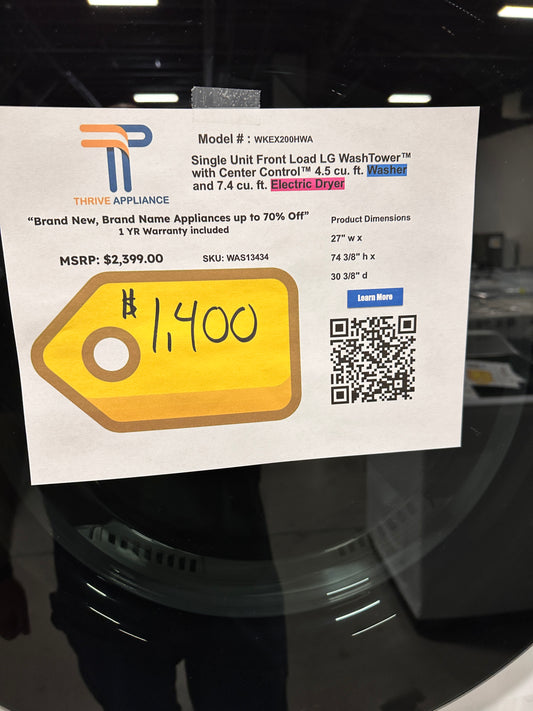 Model # : WKEX200HWA
Single Unit Front Load LG WashTower™
with Center Control™ 4.5 cu. ft. Washer
and 7.4 cu. ft. Electric Dryer
THRIVE APPLIANCE
“Brand New, Brand Name Appliances up to 70% Off”
1 YR Warranty included
MSRP: $2,399.00
SKU: WAS13434
$1,400
Product Dimensions
27" w x
74 3/8" h x
30 3/8" d
Learn More